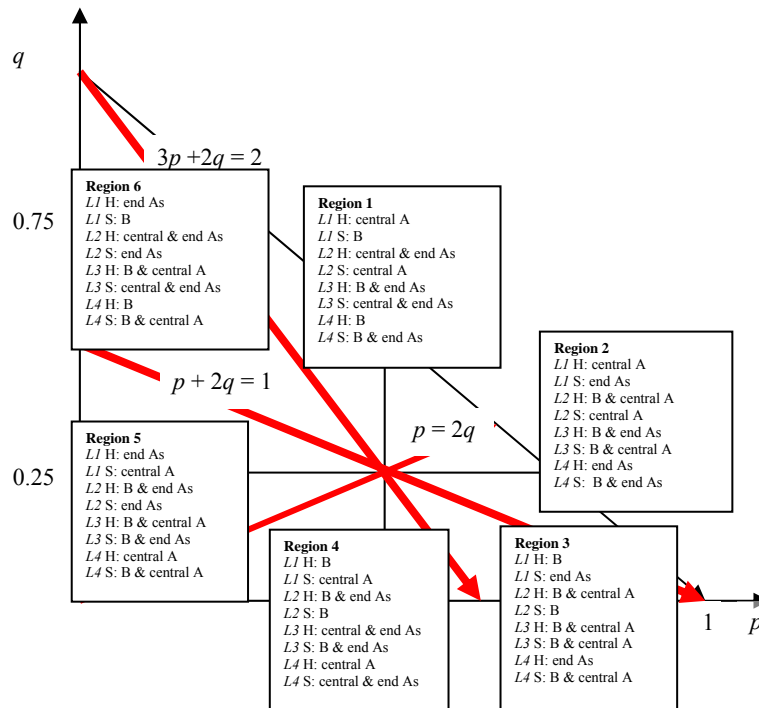 q
3p +2q = 2
0.75
Region 6
L1 H: end As
L1 S: B
L2 H: central & end As
L2 S: end As
L3 H: B & central A
L3 S: central & end As
L4 H: B
L4 S: B & central A
Region 1
L1 H: central A
L1 S: B
L2 H: central & end As
L2 S: central A
L3 H: B & end As
L3 S: central & end As
L4 H: B
L4 S: B & end As
Region 2
L1 H: central A
L1 S: end As
L2 H: B & central A
L2 S: central A
L3 H: B & end As
L3 S: B & central A
L4 H: end As
L4 S: B & end As
p + 2q = 1
p = 2q
0.25
Region 5
L1 H: end As
L1 S: central A
L2 H: B & end As
L2 S: end As
L3 H: B & central A
L3 S: B & end As
L4 H: central A
L4 S: B & central A
Region 4
L1 H: B
L1 S: central A
L2 H: B & end As
L2 S: B
L3 H: central & end As
L3 S: B & end As
L4 H: central A
L4 S: central & end As
Region 3
L1 H: B
L1 S: end As
L2 H: B & central A
L2 S: B
L3 H: B & central A
L3 S: B & central A
L4 H: end As
L4 S: B & central A
1
p